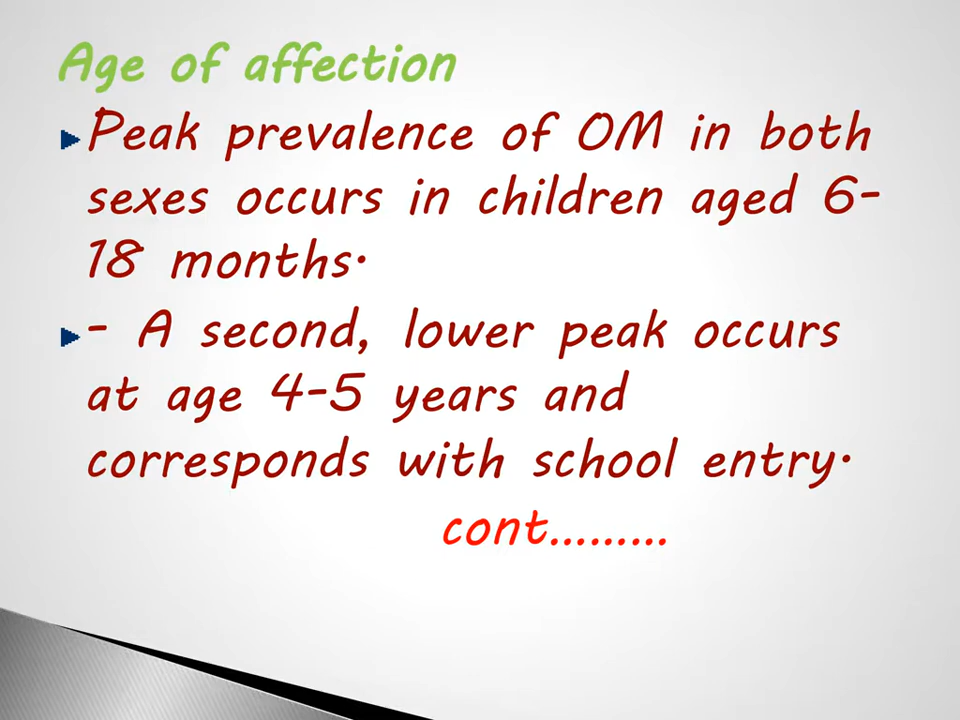 Age of affection
Peak prevalence of OM in both
sexes occurs in children aged 6-
18 months.
- A second, lower peak occurs
at age 4-5 years and
corresponds with school entry.
cont.........